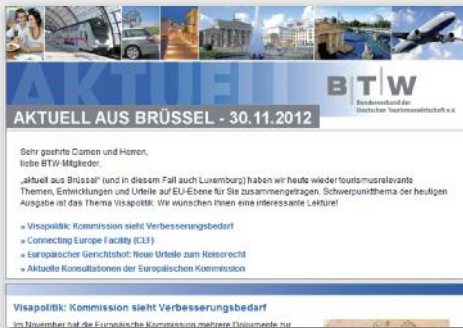 AKTUELL
BTW
Bundesverband der
Deutschen Tourismuswirtschaft e.V.
AKTUELL AUS BRÜSSEL - 30.11.2012
Sehr geehrte Damen und Herren,
liebe BTW-Mitglieder,
„aktuell aus Brüssel“ (und in diesem Fall auch Luxemburg) haben wir heute wieder tourismusrelevante
Themen, Entwicklungen und Urteile auf EU-Ebene für Sie zusammengetragen. Schwerpunktthema der heutigen
Ausgabe ist das Thema Visapolitik. Wir wünschen Ihnen eine interessante Lektüre!
» Visapolitik: Kommission sieht Verbesserungsbedarf
» Connecting Europe Facility (CEF)
» Europäischer Gerichtshof: Neue Urteile zum Reiserecht
» Aktuelle Konsultationen der Europäischen Kommission
Visapolitik: Kommission sieht Verbesserungsbedarf
Im November hat die Europäische Kommission mehrere Dokumente zur